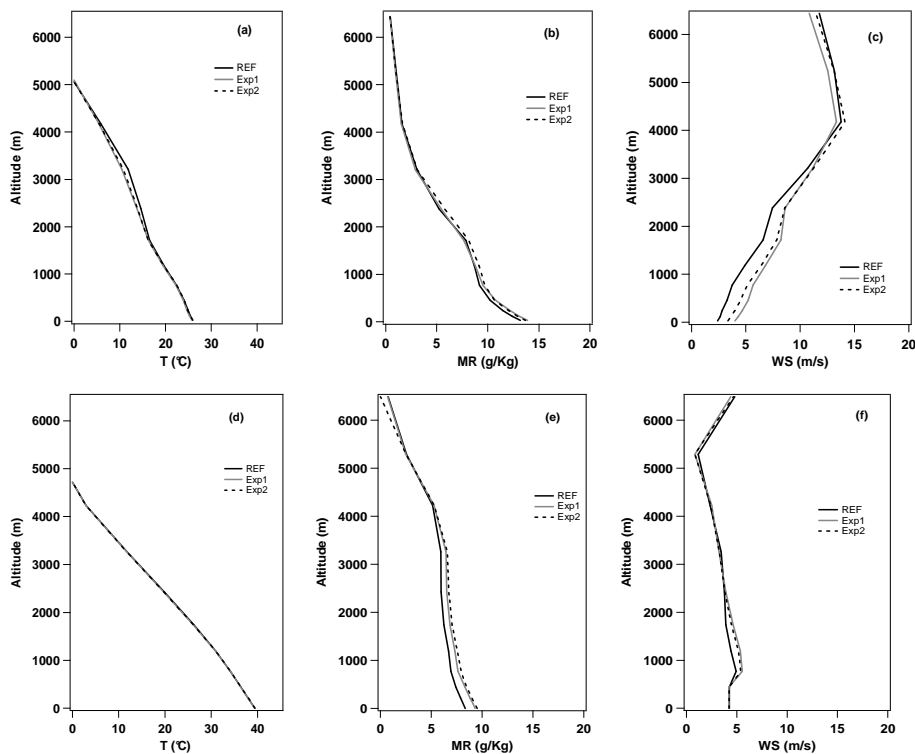 (a)
REF
Exp1
Exp2
6000
5000
4000
3000
2000
1000
0
Altitude (m)
0 10 20 30 40
T (°C)
(b)
REF
Exp1
Exp2
6000
5000
4000
3000
2000
1000
0
Altitude (m)
0 5 10 15 20
MR (g/Kg)
(c)
REF
Exp1
Exp2
6000
5000
4000
3000
2000
1000
0
Altitude (m)
0 5 10 15 20
WS (m/s)
(d)
REF
Exp1
Exp2
6000
5000
4000
3000
2000
1000
0
Altitude (m)
0 10 20 30 40
T (°C)
(e)
REF
Exp1
Exp2
6000
5000
4000
3000
2000
1000
0
Altitude (m)
0 5 10 15 20
MR (g/Kg)
(f)
REF
Exp1
Exp2
6000
5000
4000
3000
2000
1000
0
Altitude (m)
0 5 10 15 20
WS (m/s)